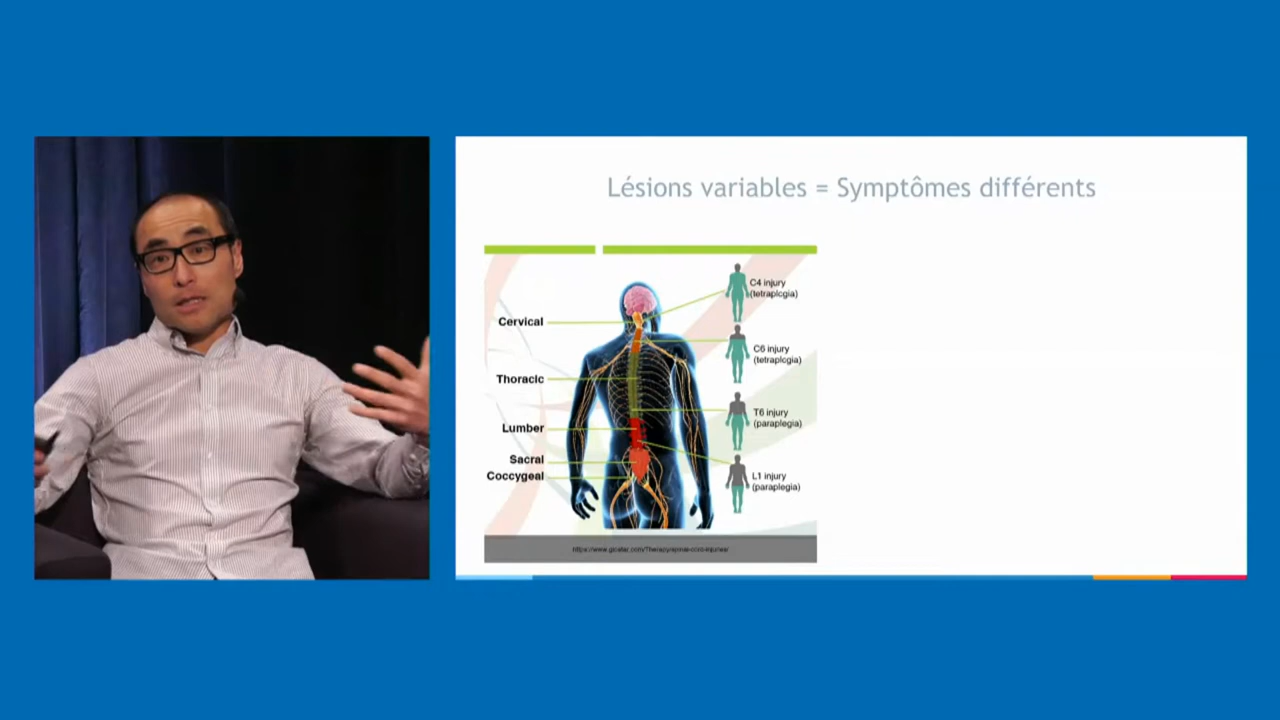 Lésions variables = Symptômes différents
Cervical
Thoracic
Lumber
Sacral
Coccygeal
C4 injury
(tetraplegia)
C6 injury
(tetraplegia)
T6 injury
(paraplegia)
L1 injury
(paraplegia)